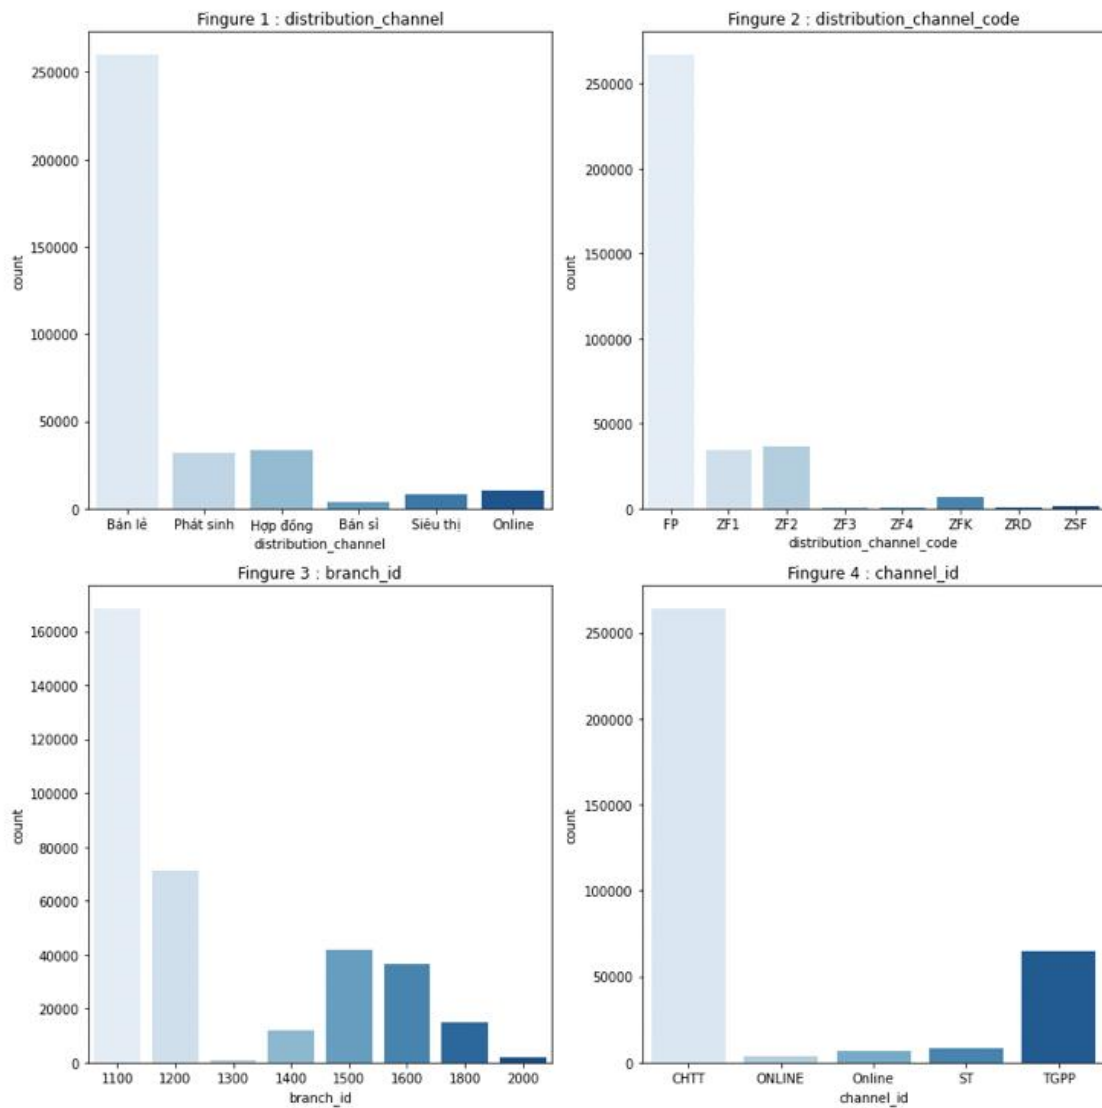 Fingure 1 : distribution_channel
250000
200000
150000
100000
50000
0
count
Bán lẻ Phát sinh Hợp đồng Bán sỉ Siêu thị Online
distribution_channel
Fingure 2 : distribution_channel_code
250000
200000
150000
100000
50000
0
count
FP ZF1 ZF2 ZF3 ZF4 ZFK ZRD ZSF
distribution_channel_code
Fingure 3 : branch_id
160000
140000
120000
100000
80000
60000
40000
20000
0
count
1100 1200 1300 1400 1500 1600 1800 2000
branch_id
Fingure 4 : channel_id
250000
200000
150000
100000
50000
0
count
CHTT ONLINE Online ST TGPP
channel_id